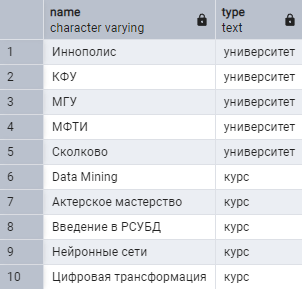 name type
character varying text
1 Иннополис университет
2 КФУ университет
3 МГУ университет
4 МФТИ университет
5 Сколково университет
6 Data Mining курс
7 Актерское мастерство курс
8 Введение в РСУБД курс
9 Нейронные сети курс
10 Цифровая трансформация курс